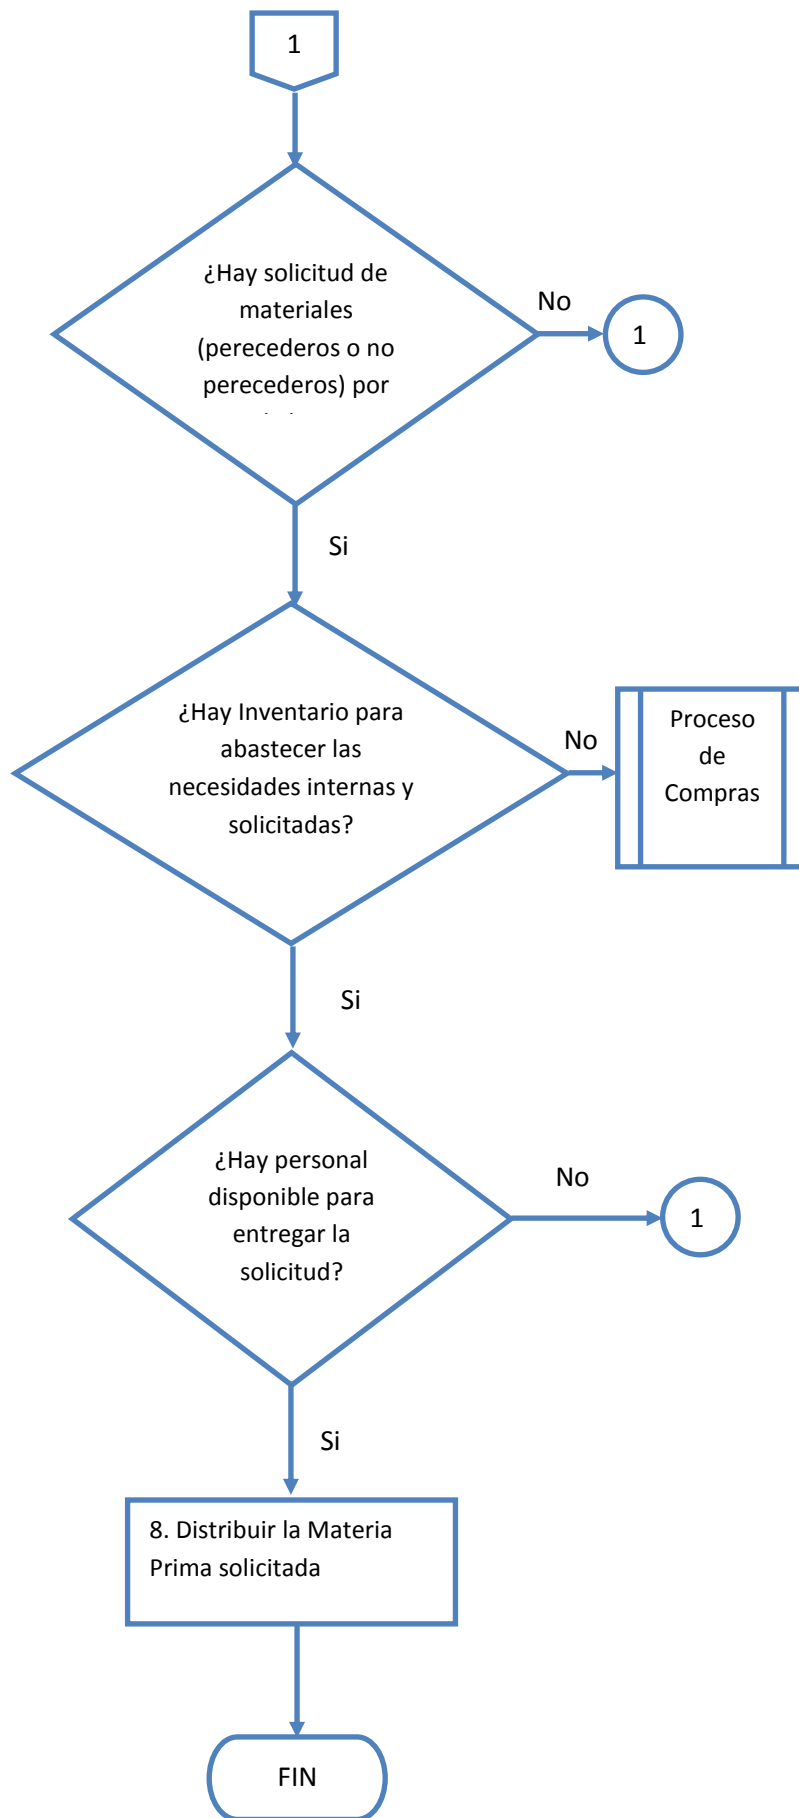 1
¿Hay solicitud de
materiales
(perecederos o no
perecederos) por
No
1
Si
¿Hay Inventario para
abastecer las
necesidades internas y
solicitadas?
No
Proceso
de
Compras
Si
¿Hay personal
disponible para
entregar la
solicitud?
No
1
Si
8. Distribuir la Materia
Prima solicitada
FIN